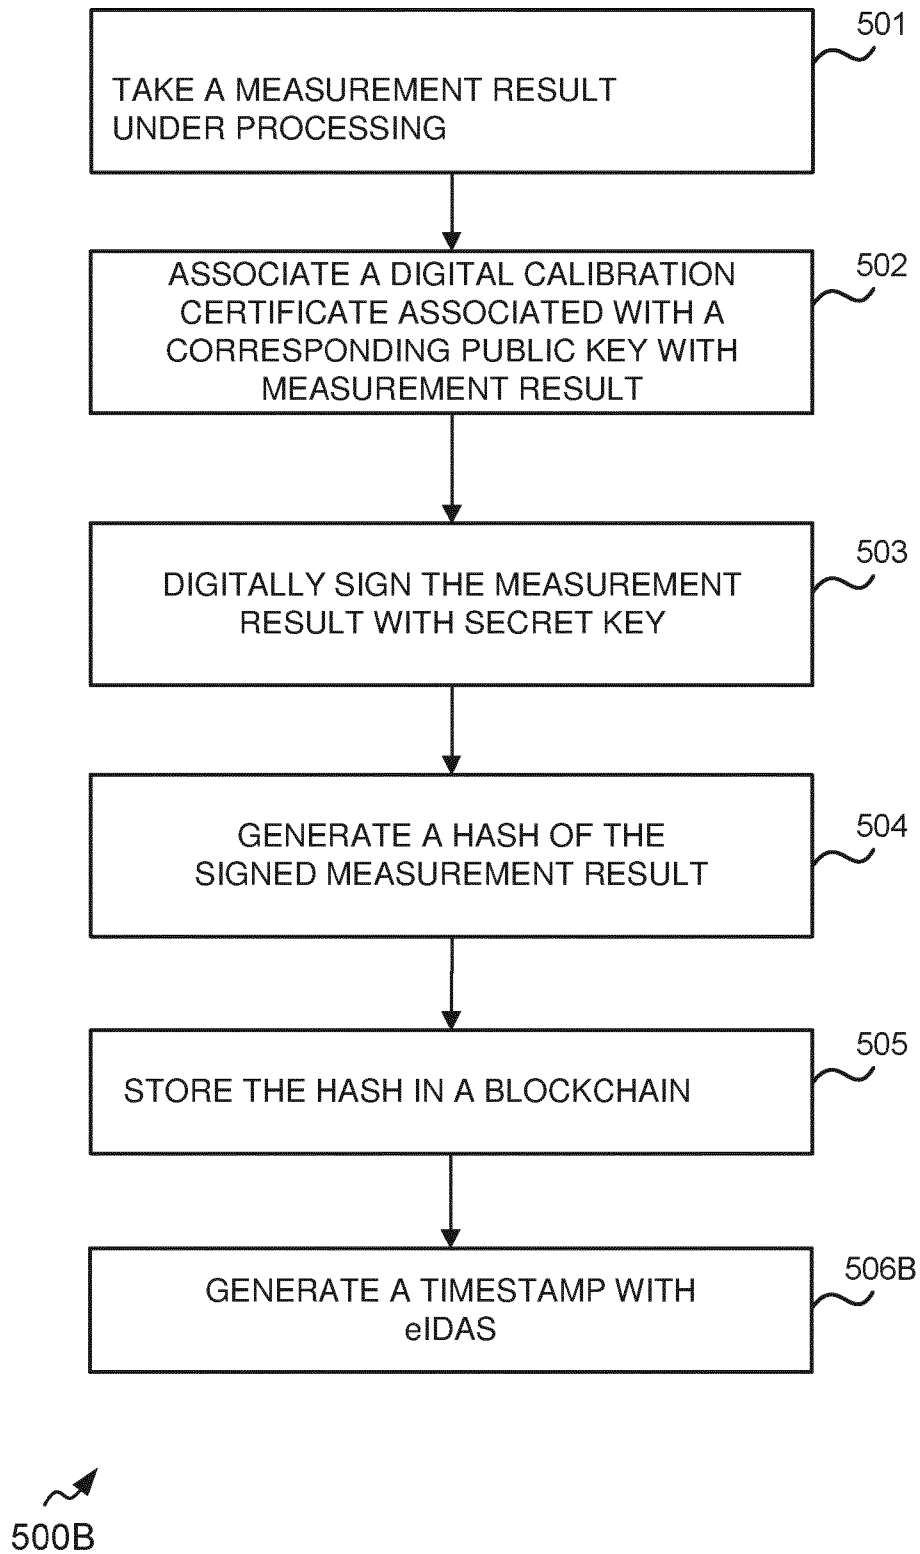 501
TAKE A MEASUREMENT RESULT
UNDER PROCESSING
502
ASSOCIATE A DIGITAL CALIBRATION
CERTIFICATE ASSOCIATED WITH A
CORRESPONDING PUBLIC KEY WITH
MEASUREMENT RESULT
503
DIGITALLY SIGN THE MEASUREMENT
RESULT WITH SECRET KEY
504
GENERATE A HASH OF THE
SIGNED MEASUREMENT RESULT
505
STORE THE HASH IN A BLOCKCHAIN
506B
GENERATE A TIMESTAMP WITH
eIDAS
500B